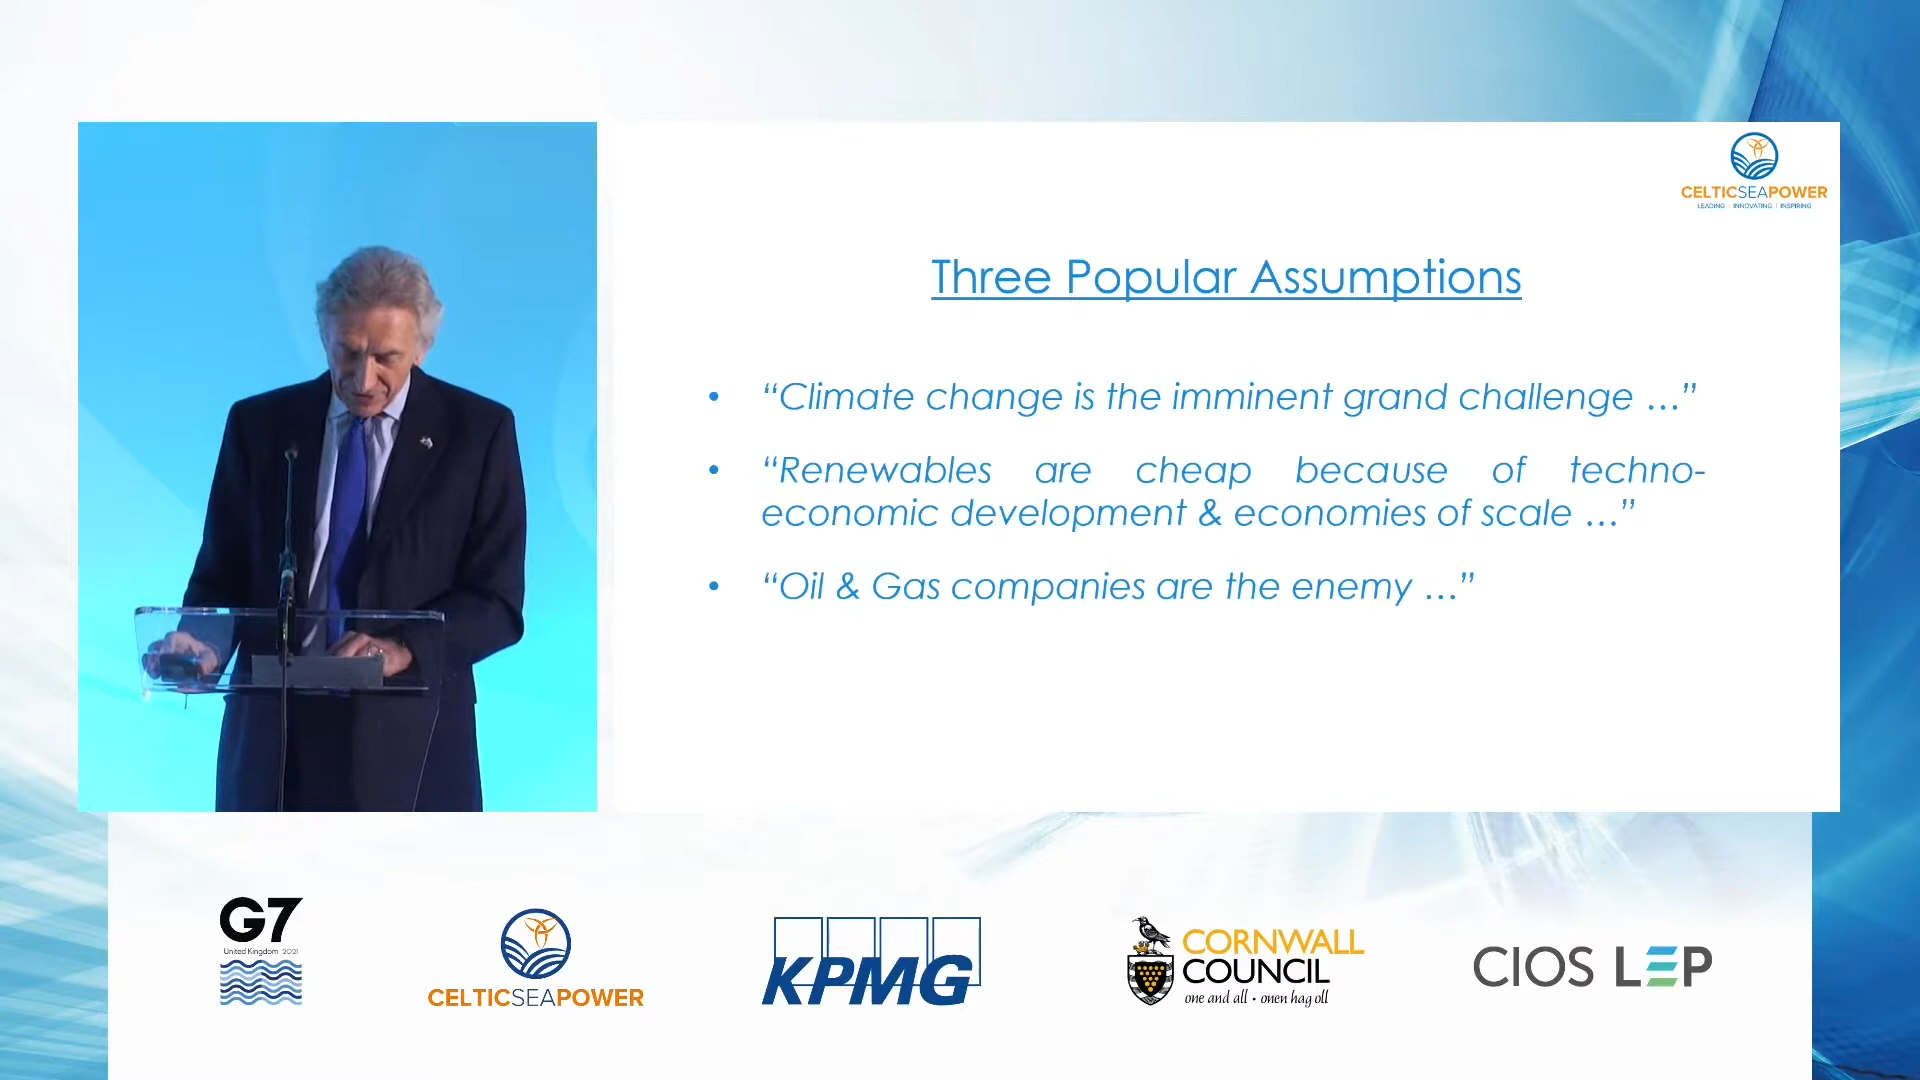 CELTICSEAPOWER
LEADING | INNOVATING | INSPIRING
Three Popular Assumptions
• “Climate change is the imminent grand challenge …”
• “Renewables are cheap because of techno-
economic development & economies of scale …”
• “Oil & Gas companies are the enemy …”
G7
United Kingdom 2021
CELTICSEAPOWER
KPMG
CORNWALL
COUNCIL
one and all • onen hag oll
CIOS LEP